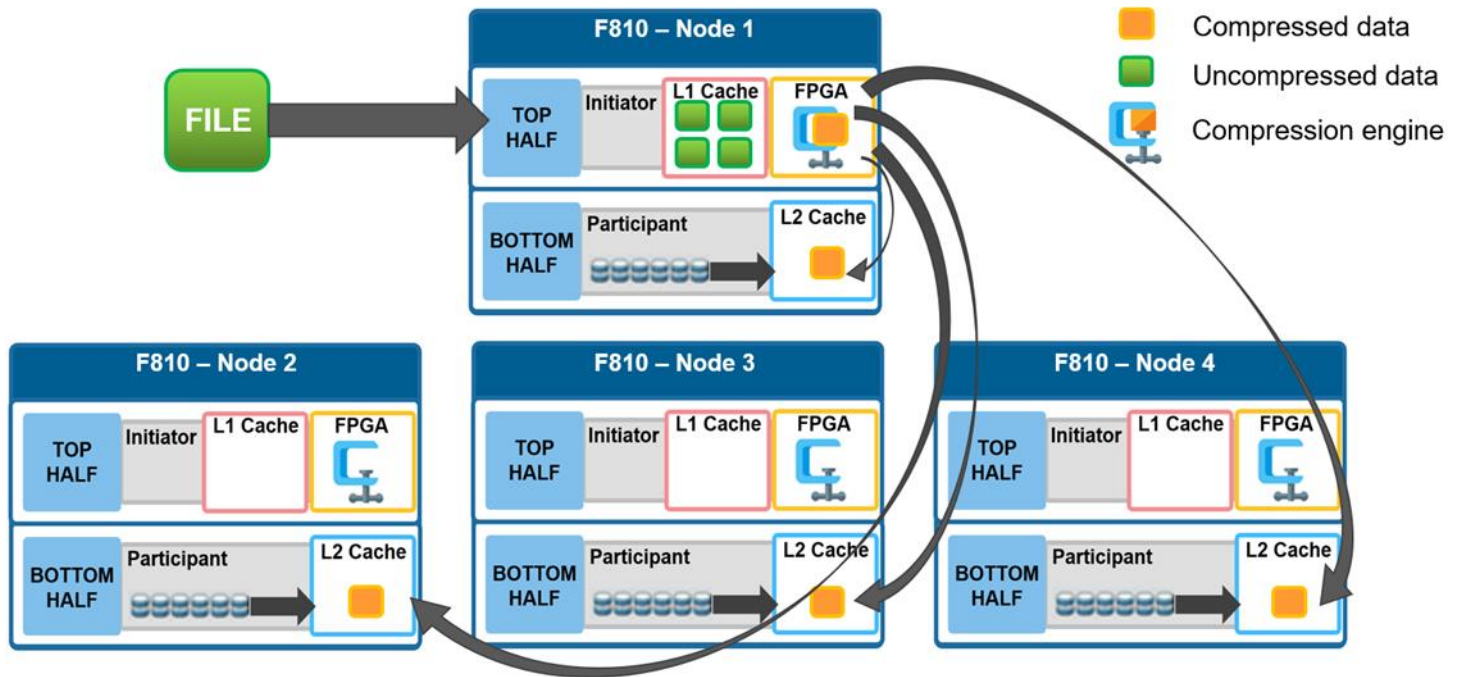 F810 – Node 1
Compressed data
Uncompressed data
Compression engine
FILE
TOP
HALF
Initiator
L1 Cache
FPGA
BOTTOM
HALF
Participant
L2 Cache
F810 – Node 2
TOP
HALF
Initiator
L1 Cache
FPGA
BOTTOM
HALF
Participant
L2 Cache
F810 – Node 3
TOP
HALF
Initiator
L1 Cache
FPGA
BOTTOM
HALF
Participant
L2 Cache
F810 – Node 4
TOP
HALF
Initiator
L1 Cache
FPGA
BOTTOM
HALF
Participant
L2 Cache